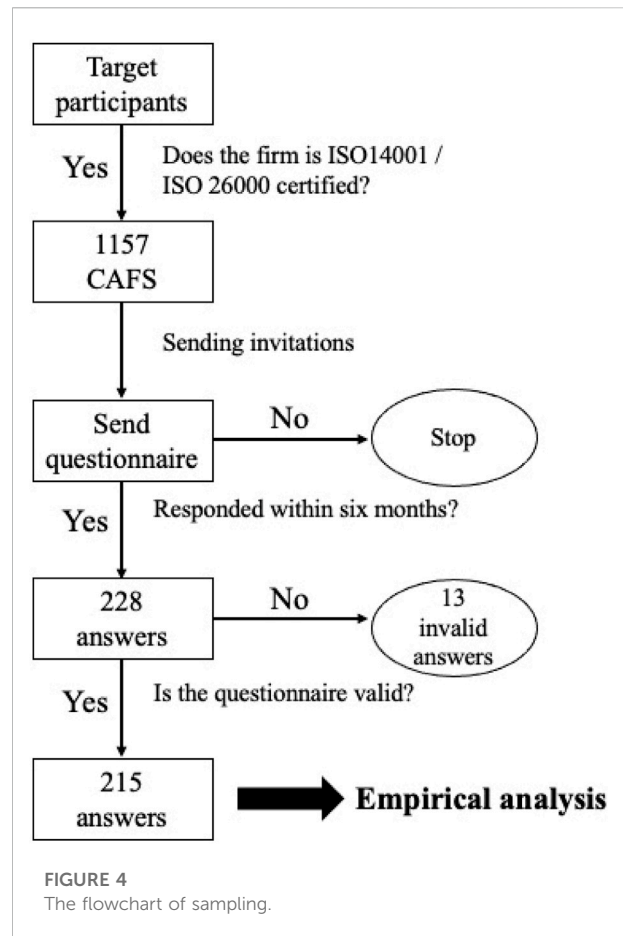 Target
participants
Yes
Does the firm is ISO14001 /
ISO 26000 certified?
1157
CAFS
Sending invitations
Send
questionnaire
No
Stop
Yes
Responded within six months?
228
answers
No
13
invalid
answers
Yes
Is the questionnaire valid?
215
answers
Empirical analysis
FIGURE 4
The flowchart of sampling.